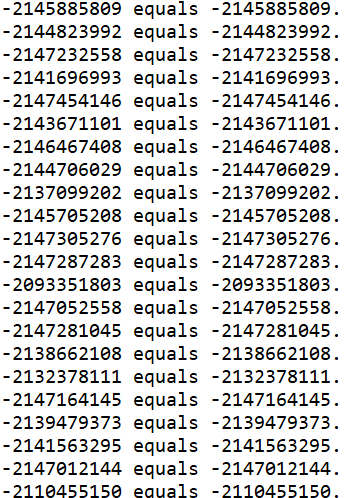 -2145885809 equals -2145885809.
-2144823992 equals -2144823992.
-2147232558 equals -2147232558.
-2141696993 equals -2141696993.
-2147454146 equals -2147454146.
-2143671101 equals -2143671101.
-2146467408 equals -2146467408.
-2144706029 equals -2144706029.
-2137099202 equals -2137099202.
-2145705208 equals -2145705208.
-2147305276 equals -2147305276.
-2147287283 equals -2147287283.
-2093351803 equals -2093351803.
-2147052558 equals -2147052558.
-2147281045 equals -2147281045.
-2138662108 equals -2138662108.
-2132378111 equals -2132378111.
-2147164145 equals -2147164145.
-2139479373 equals -2139479373.
-2141563295 equals -2141563295.
-2147012144 equals -2147012144.
-2110455150 equals -2110455150.